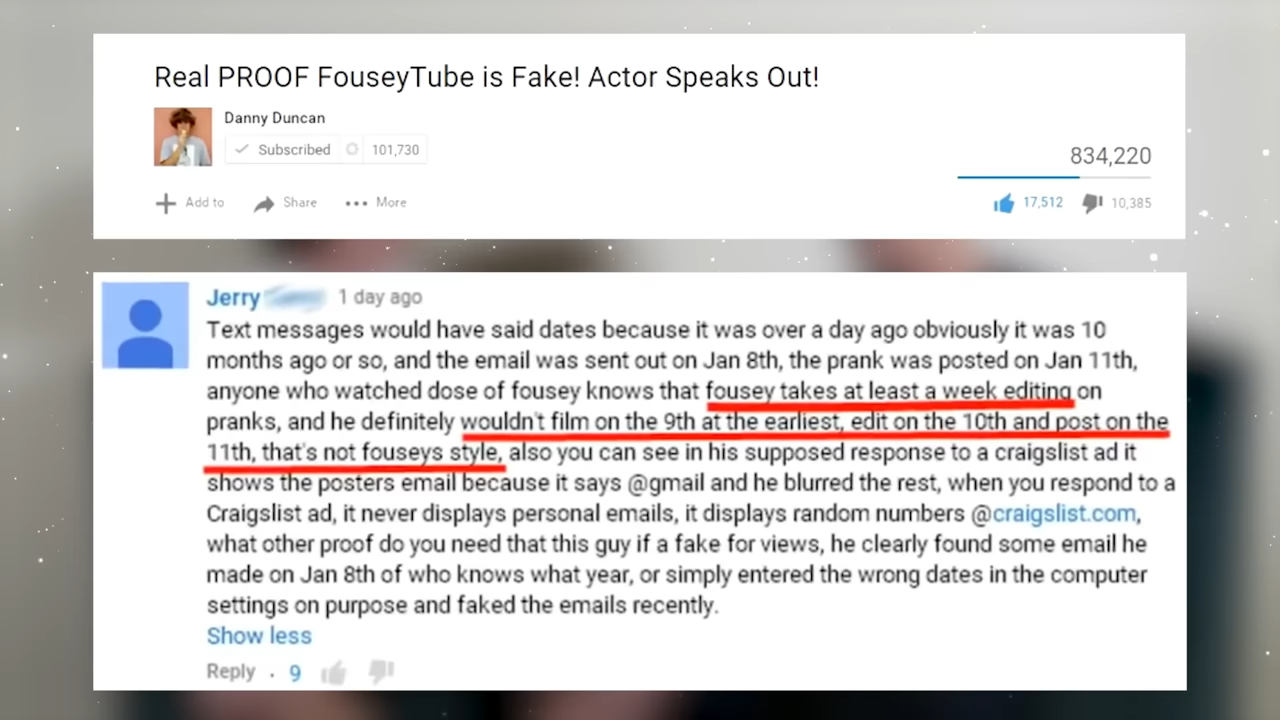 Real PROOF FouseyTube is Fake! Actor Speaks Out!
Danny Duncan
Subscribed 101,730
834,220
Add to Share More
17,512 10,385
Jerry 1 day ago
Text messages would have said dates because it was over a day ago obviously it was 10
months ago or so, and the email was sent out on Jan 8th, the prank was posted on Jan 11th,
anyone who watched dose of fousey knows that fousey takes at least a week editing on
pranks, and he definitely wouldn't film on the 9th at the earliest, edit on the 10th and post on the
11th, that's not fouseys style, also you can see in his supposed response to a craigslist ad it
shows the posters email because it says @gmail and he blurred the rest, when you respond to a
Craigslist ad, it never displays personal emails, it displays random numbers @craigslist.com,
what other proof do you need that this guy if a fake for views, he clearly found some email he
made on Jan 8th of who knows what year, or simply entered the wrong dates in the computer
settings on purpose and faked the emails recently.
Show less
Reply . 9